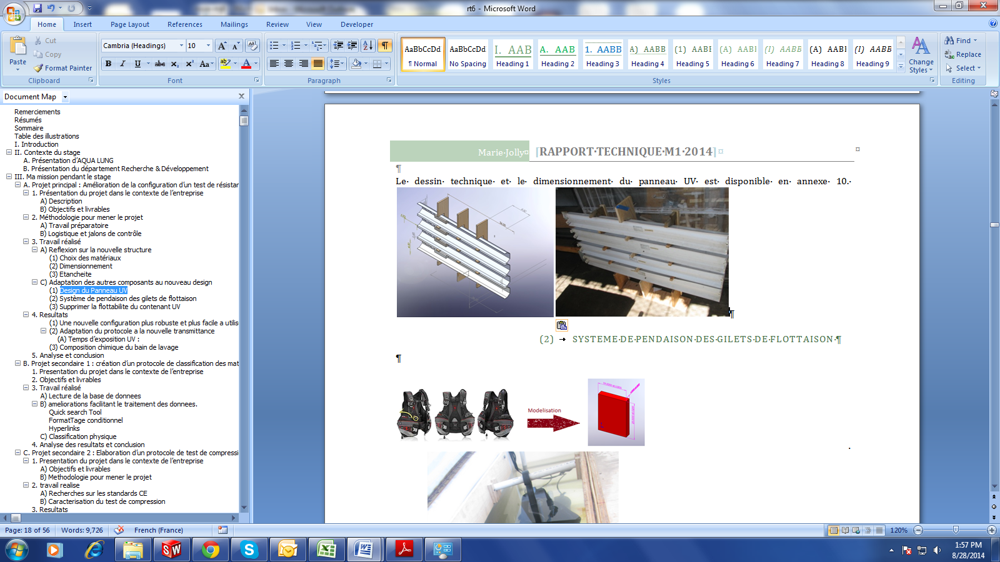 rt6 - Microsoft Word
Home Insert Page Layout References Mailings Review View Developer
Paste
Cut
Copy
Format Painter
Clipboard
Cambria (Headings) 10
Font
Paragraph
AaBbCcDd AaBbCcDd I. AAB A. AAB 1. AABB A) AABB (1) AABE (A) AABI (I) AABB (A) AABI (I) AABB
¶ Normal No Spacing Heading 1 Heading 2 Heading 3 Heading 4 Heading 5 Heading 6 Heading 7 Heading 8 Heading 9
Styles
Change Styles
Find
Replace
Select
Editing
Document Map
Remerciements
Résumés
Sommaire
Table des illustrations
I. Introduction
II. Contexte du stage
A. Présentation d'AQUA LUNG
B. Présentation du département Recherche & Développement
III. Ma mission pendant le stage
A. Projet principal : Amélioration de la configuration d'un test de résistar
1. Présentation du projet dans le contexte de l'entreprise
A) Description
B) Objectifs et livrables
2. Méthodologie pour mener le projet
A) Travail préparatoire
B) Logistique et jalons de contrôle
3. Travail réalisé
A) Reflexion sur la nouvelle structure
(1) Choix des matériaux
(2) Dimensionnement
(3) Etancheite
C) Adaptation des autres composants au nouveau design
(1) Design du Panneau UV
(2) Système de pendaison des gilets de flottaison
(3) Supprimer la flottabilite du contenant UV
4. Resultats
(1) Une nouvelle configuration plus robuste et plus facile a utilis
(2) Adaptation du protocole a la nouvelle transmittance
(A) Temps d'exposition UV :
(3) Composition chimique du bain de lavage
5. Analyse et conclusion
B. Projet secondaire 1 : création d'un protocole de classification des mat
1. Presentation du projet dans le contexte de l'entreprise
2. Objectifs et livrables
3. Travail réalisé
A) Lecture de la base de donnees
B) ameliorations facilitant le traitement des donnees.
Quick search Tool
FormatTage conditionnel
Hyperlinks
C) Classification physique
4. Analyse des resultats et conclusion
C. Projet secondaire 2 : Elaboration d'un protocole de test de compressi
1. Presentation du projet dans le contexte de l'entreprise
A) Objectifs et livrables
B) Methodologie pour mener le projet
2. travail realise
A) Recherches sur les standards CE
B) Caracterisation du test de compression
3. Resultats
Marie·Jolly¤ [RAPPORT·TECHNIQUE·M1·2014]¤ ¤
¶
Le· dessin· technique· et· le· dimensionnement· du· panneau· UV· est· disponible· en· annexe· 10.·
¶
(2) → SYSTEME·DE·PENDAISON·DES·GILETS·DE·FLOTTAISON·¶
¶
Modelisation
Page: 18 of 56 Words: 9,726 French (France) 120%
1:57 PM
8/28/2014